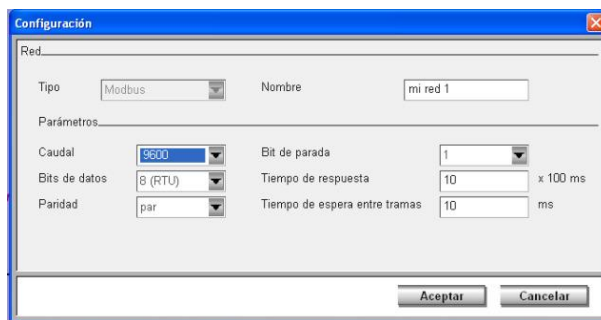 Configuración
Red
Tipo Modbus Nombre mi red 1
Parámetros
Caudal 9600 Bit de parada 1
Bits de datos 8 (RTU) Tiempo de respuesta 10 x 100 ms
Paridad par Tiempo de espera entre tramas 10 ms
Aceptar Cancelar